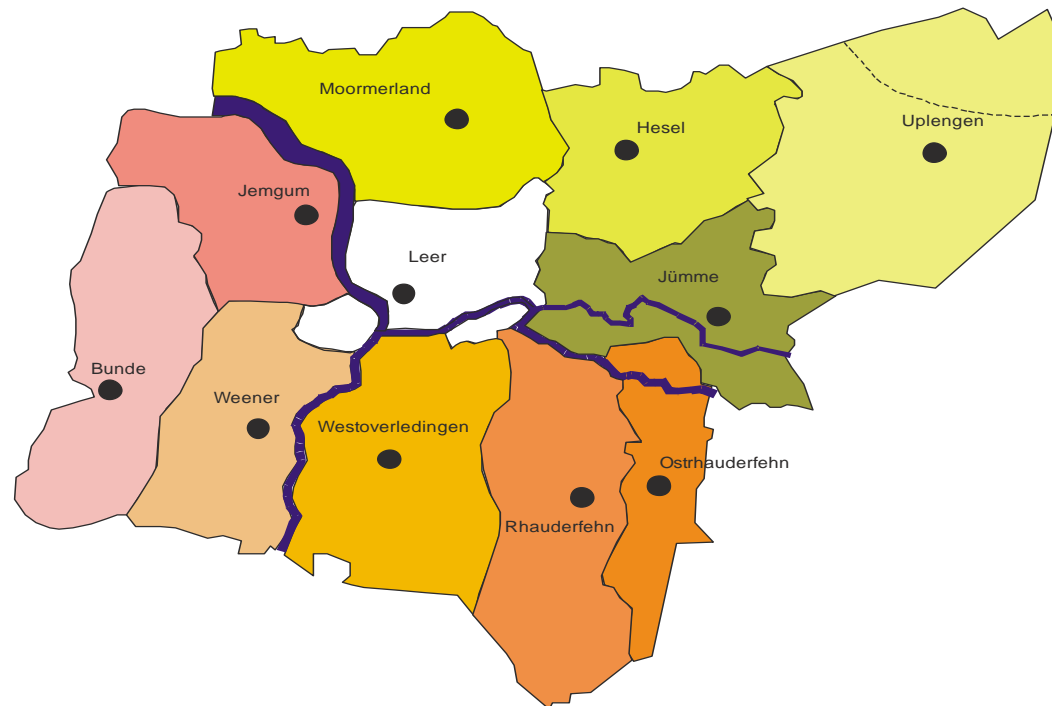 Moormerland
Hesel
Uplengen
Jemgum
Leer
Jümme
Bunde
Weener
Westoverledingen
Ostrhauderfehn
Rhauderfehn